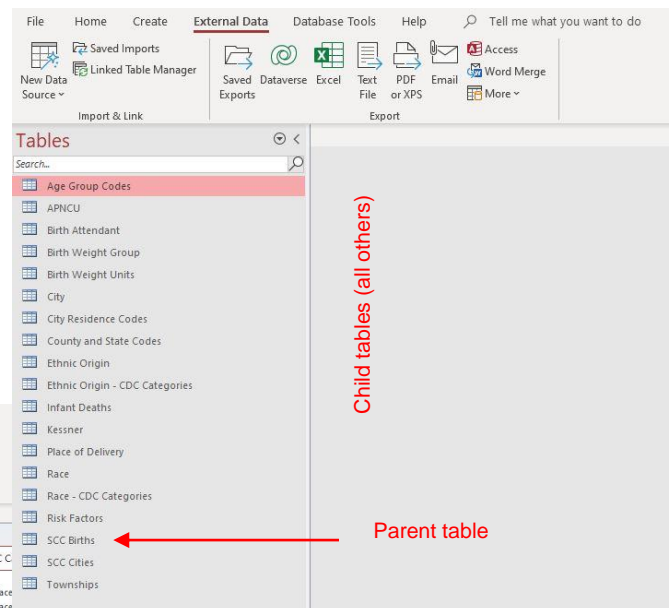 File Home Create External Data Database Tools Help Tell me what you want to do
New Data Source
Saved Imports
Linked Table Manager
Import & Link
Saved Exports
Dataverse
Excel
Text File
PDF or XPS
Email
Access
Word Merge
More
Export
Tables
Search...
Age Group Codes
APNCU
Birth Attendant
Birth Weight Group
Birth Weight Units
City
City Residence Codes
County and State Codes
Ethnic Origin
Ethnic Origin - CDC Categories
Infant Deaths
Kessner
Place of Delivery
Race
Race - CDC Categories
Risk Factors
SCC Births
SCC Cities
Townships
Child tables (all others)
Parent table